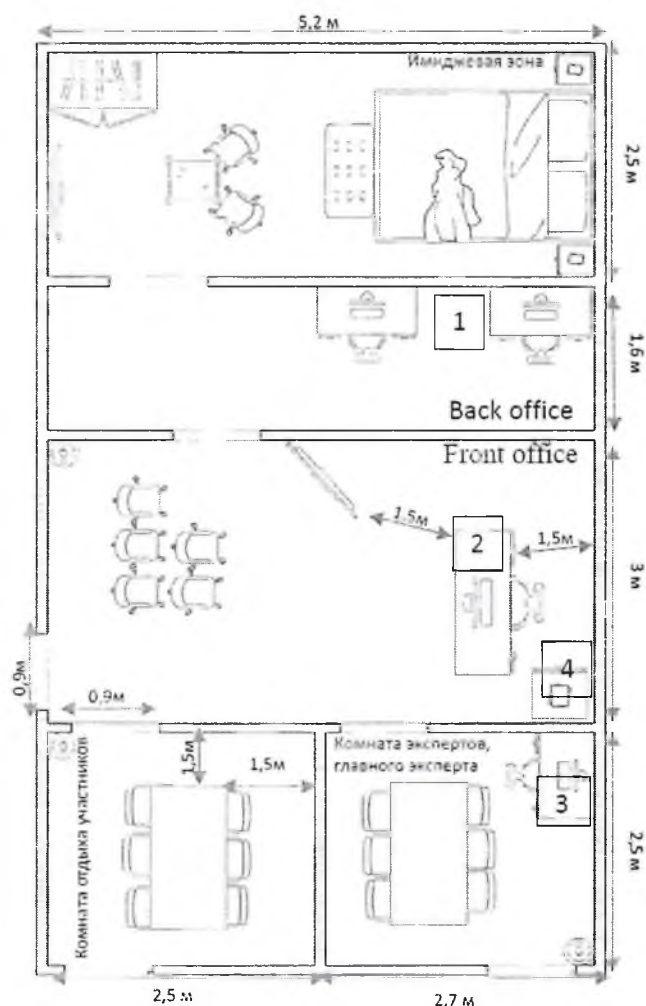 5,2 м
Имиджевая зона
2,5 м
1
1,6 м
Back office
Front office
1,5м
2
1,5м
3 м
0,9м
4
0,9м
1,5м
1,5м
Комната отдыха участников
Комната экспертов,
главного эксперта
3
2,5 м
2,5 м
2,7 м